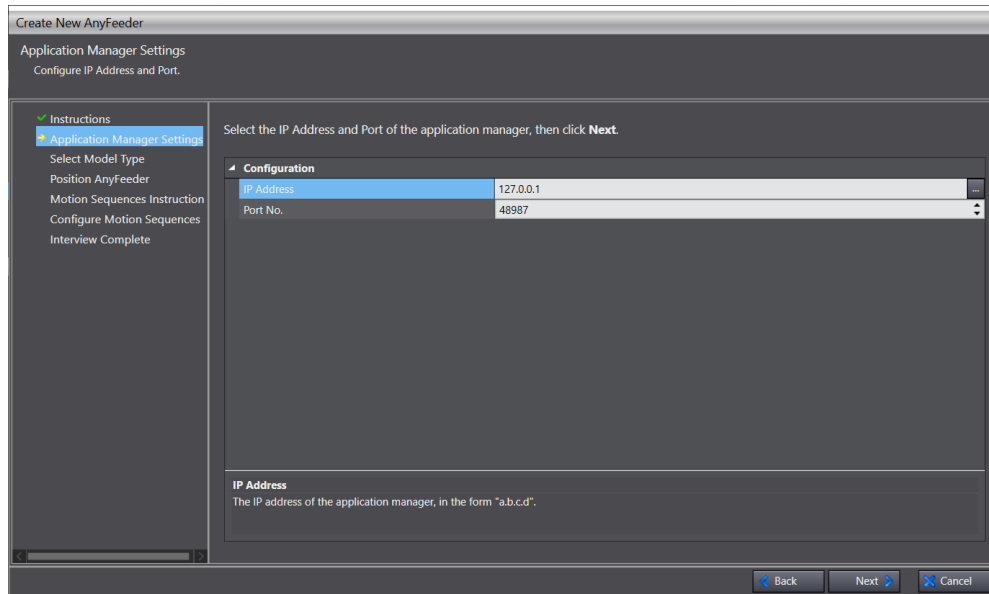 Create New AnyFeeder
Application Manager Settings
Configure IP Address and Port.
Instructions
Application Manager Settings
Select Model Type
Position AnyFeeder
Motion Sequences Instruction
Configure Motion Sequences
Interview Complete
Select the IP Address and Port of the application manager, then click Next.
Configuration
IP Address 127.0.0.1 ...
Port No. 48987
IP Address
The IP address of the application manager, in the form "a.b.c.d".
Back Next Cancel